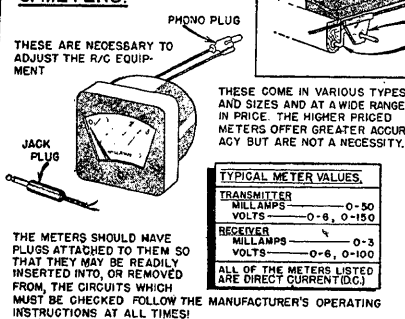 PHONO PLUG
THESE ARE NECESSARY TO
ADJUST THE R/C EQUIP-
MENT
JACK
PLUG
THESE COME IN VARIOUS TYPES
AND SIZES AND AT A WIDE RANGE
IN PRICE. THE HIGHER PRICED
METERS OFFER GREATER ACCUR
ACY BUT ARE NOT A NECESSITY.
TYPICAL METER VALUES.
TRANSMITTER
MILLAMPS 0-50
VOLTS 0-6, 0-150
RECEIVER
MILLAMPS 0-3
VOLTS 0-6, 0-100
ALL OF THE METERS LISTED
ARE DIRECT CURRENT (D.C.)
THE METERS SHOULD HAVE
PLUGS ATTACHED TO THEM SO
THAT THEY MAY BE READILY
INSERTED INTO, OR REMOVED
FROM, THE CIRCUITS WHICH
MUST BE CHECKED FOLLOW THE MANUFACTURER'S OPERATING
INSTRUCTIONS AT ALL TIMES!